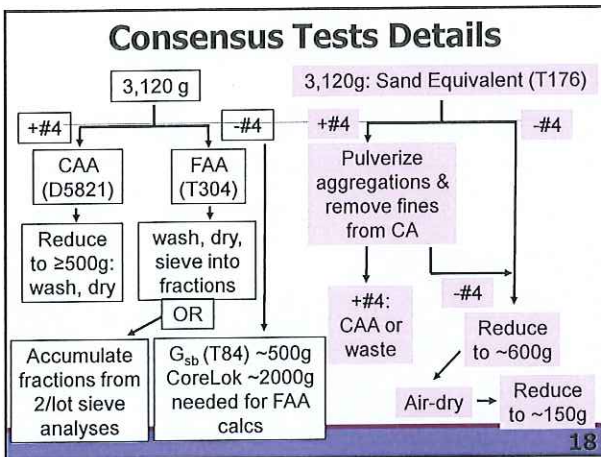 Consensus Tests Details
3,120 g
+#4
-#4
CAA
(D5821)
FAA
(T304)
Reduce
to ≥500g:
wash, dry
wash, dry,
sieve into
fractions
OR
Accumulate
fractions from
2/lot sieve
analyses
Gsb (T84) ~500g
CoreLok ~2000g
needed for FAA
calcs
3,120g: Sand Equivalent (T176)
+#4
-#4
Pulverize
aggregations &
remove fines
from CA
+#4:
CAA or
waste
-#4
Reduce
to ~600g
Air-dry
Reduce
to ~150g
18